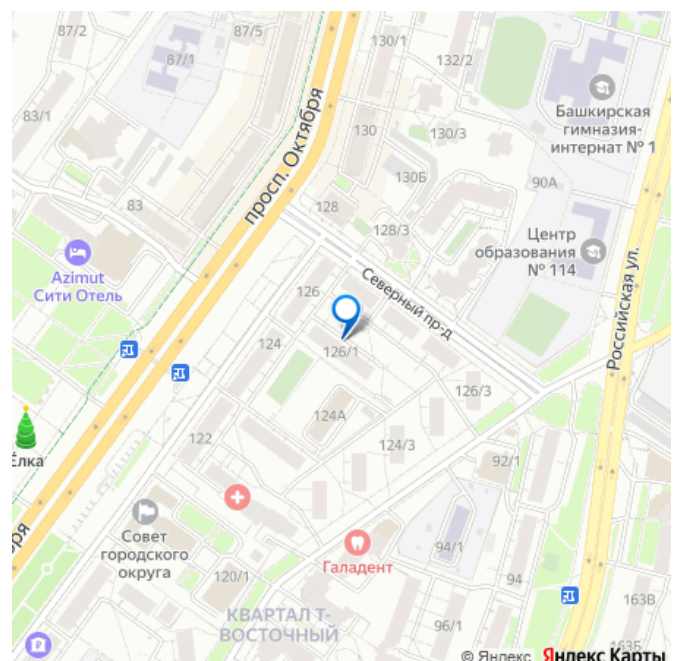 87/2
87/5
87/1
130/1
132/2
83/1
просп. Октября
130
130/3
130Б
90А
Башкирская
гимназия-
интернат № 1
83
128
128/3
Центр
образования
№ 114
Azimut
Сити Отель
126
Северный пр-д
Российская ул.
124
126/1
126/3
124А
Ёлка
122
124/3
92/1
бря
Совет
городского
округа
Галадент
94/1
120/1
94
КВАРТАЛ Т-
ВОСТОЧНЫЙ
96/1
163В
163Б
© Яндекс Яндекс Карты